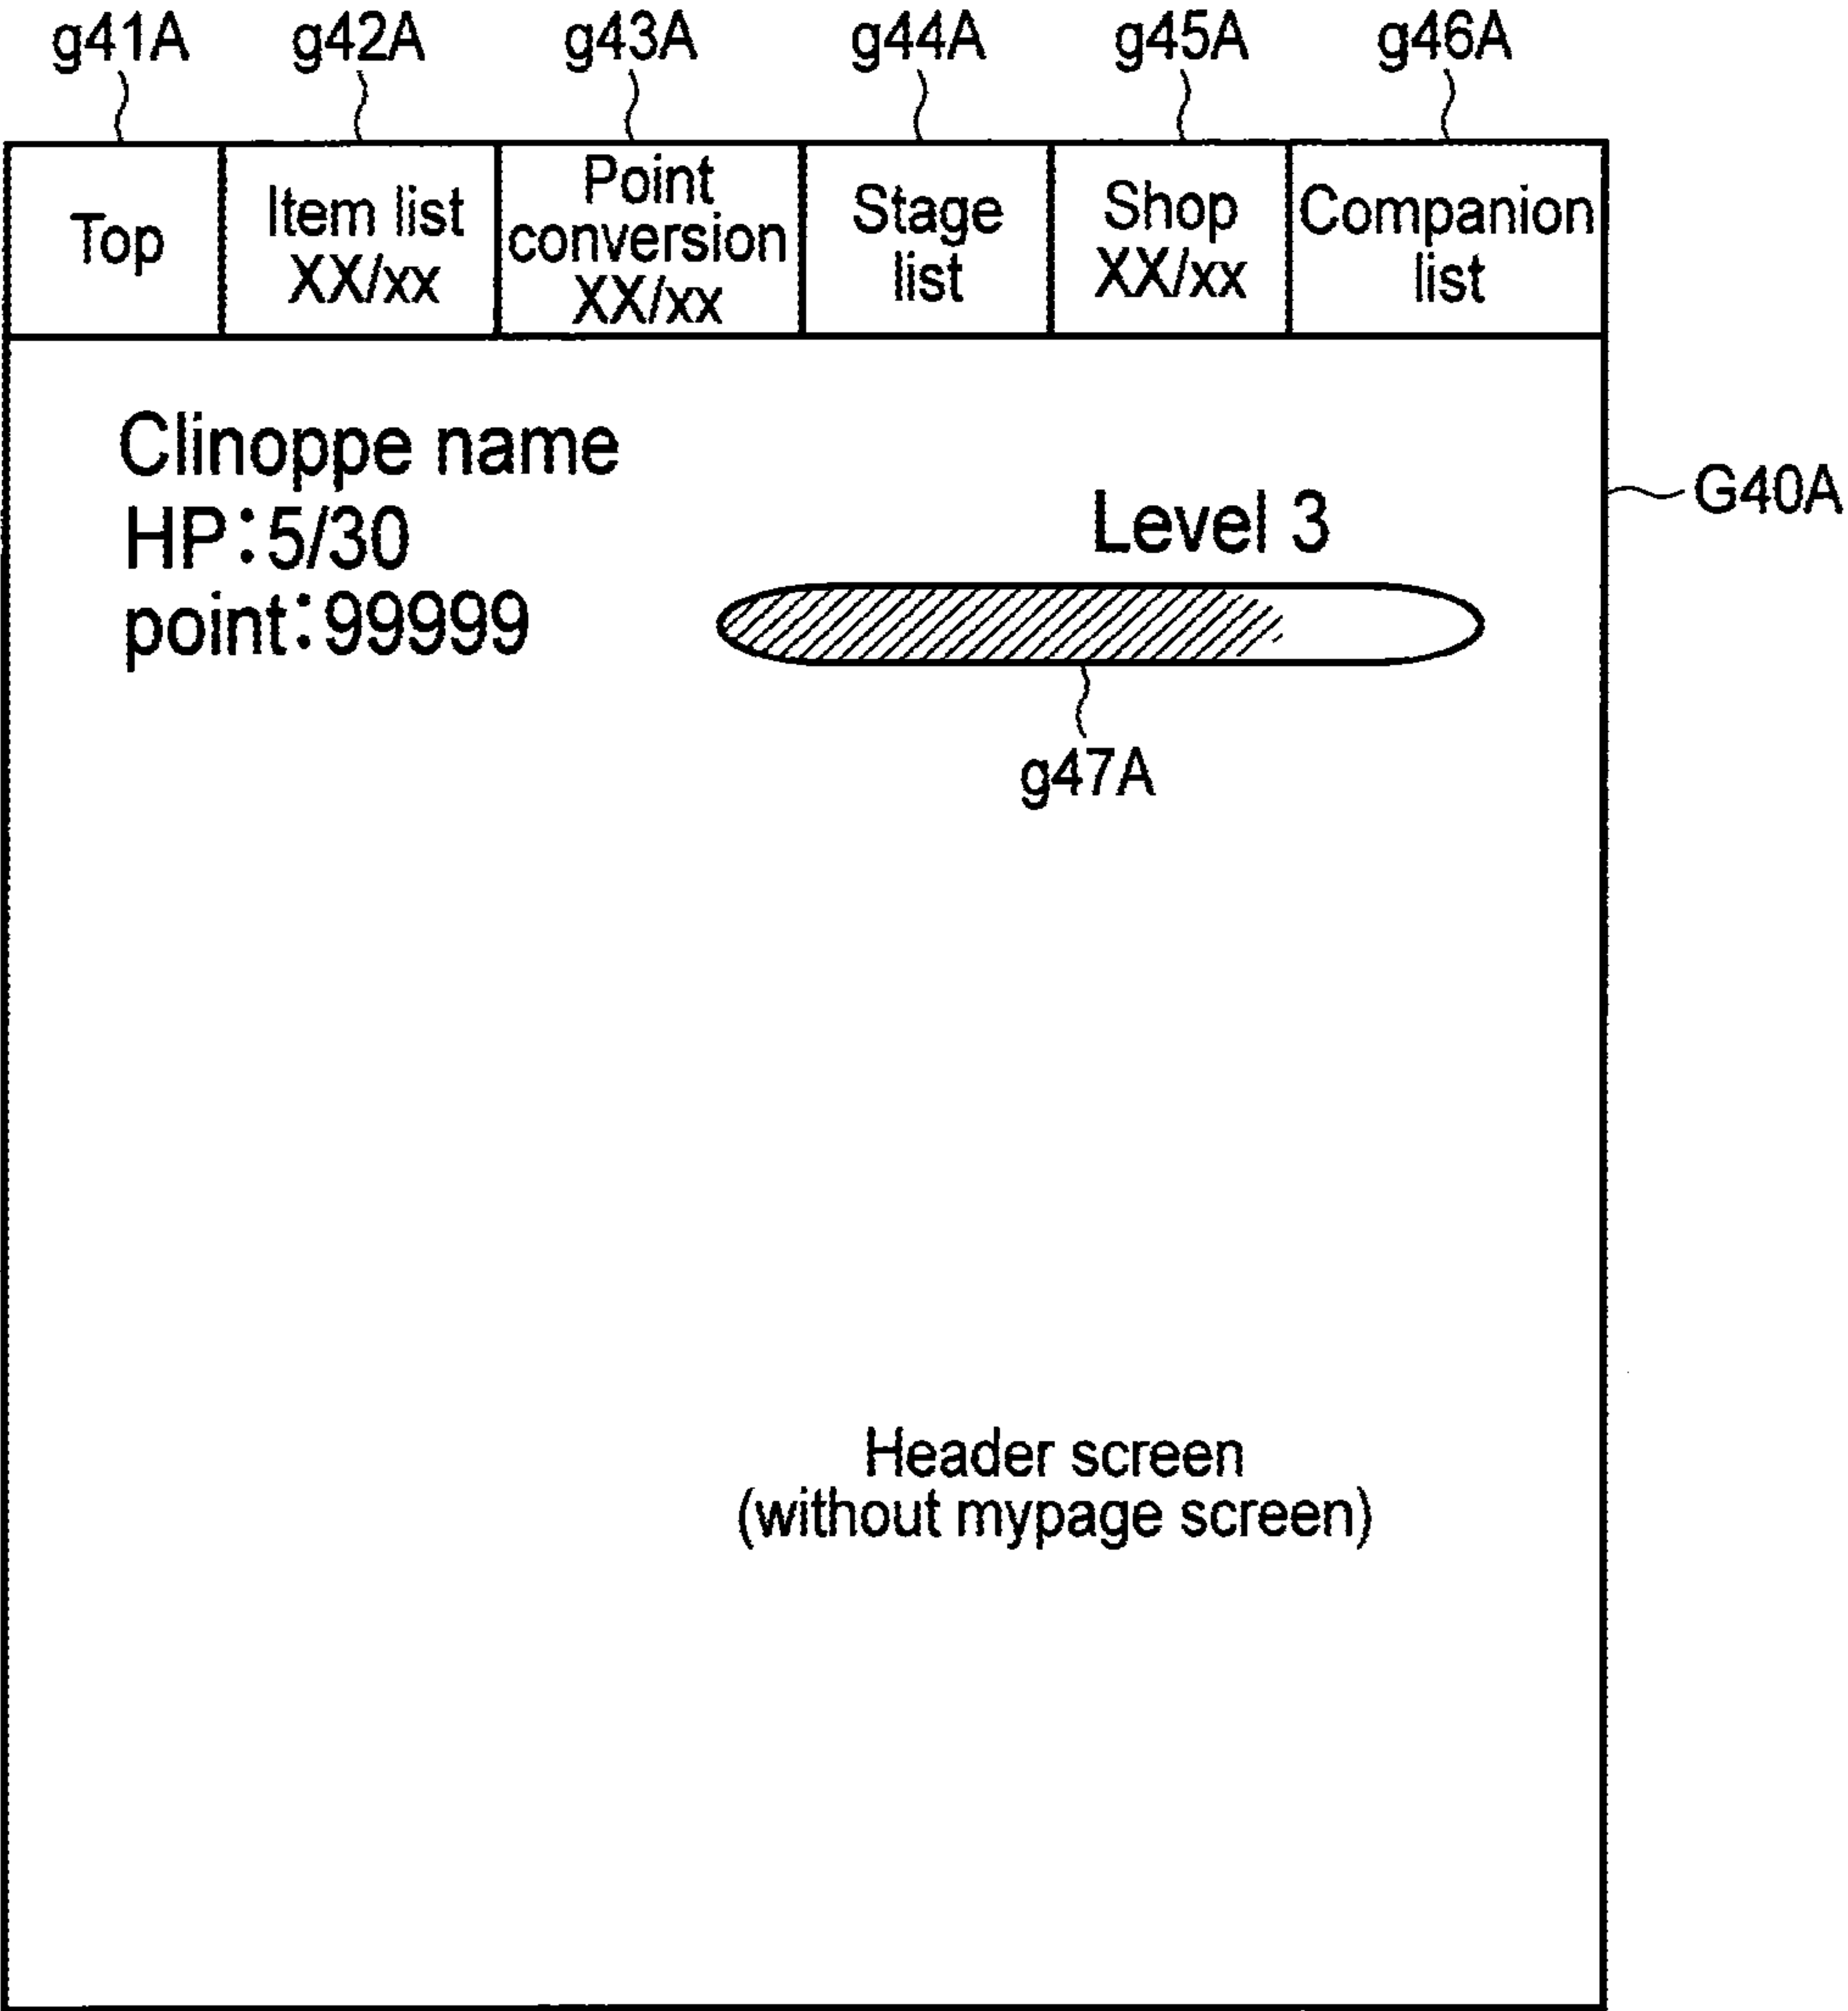 g41A g42A g43A g44A g45A g46A
Top
Item list
XX/xx
Point
conversion
XX/xx
Stage
list
Shop
XX/xx
Companion
list
Clinoppe name
HP:5/30
point:99999
Level 3
G40A
g47A
Header screen
(without mypage screen)